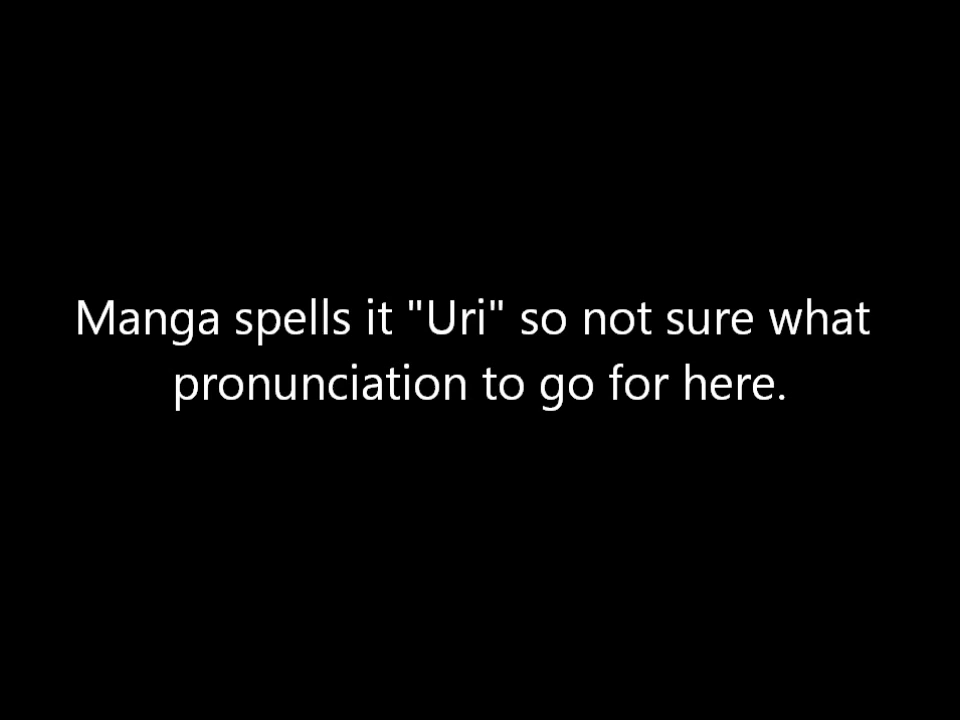 Manga spells it "Uri" so not sure what
pronunciation to go for here.